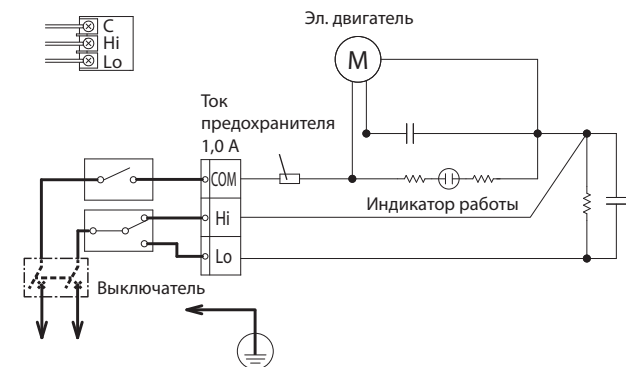 C
Hi
Lo
Эл. двигатель
M
Ток
предохранителя
1,0 А
COM
Hi
Lo
Индикатор работы
Выключатель